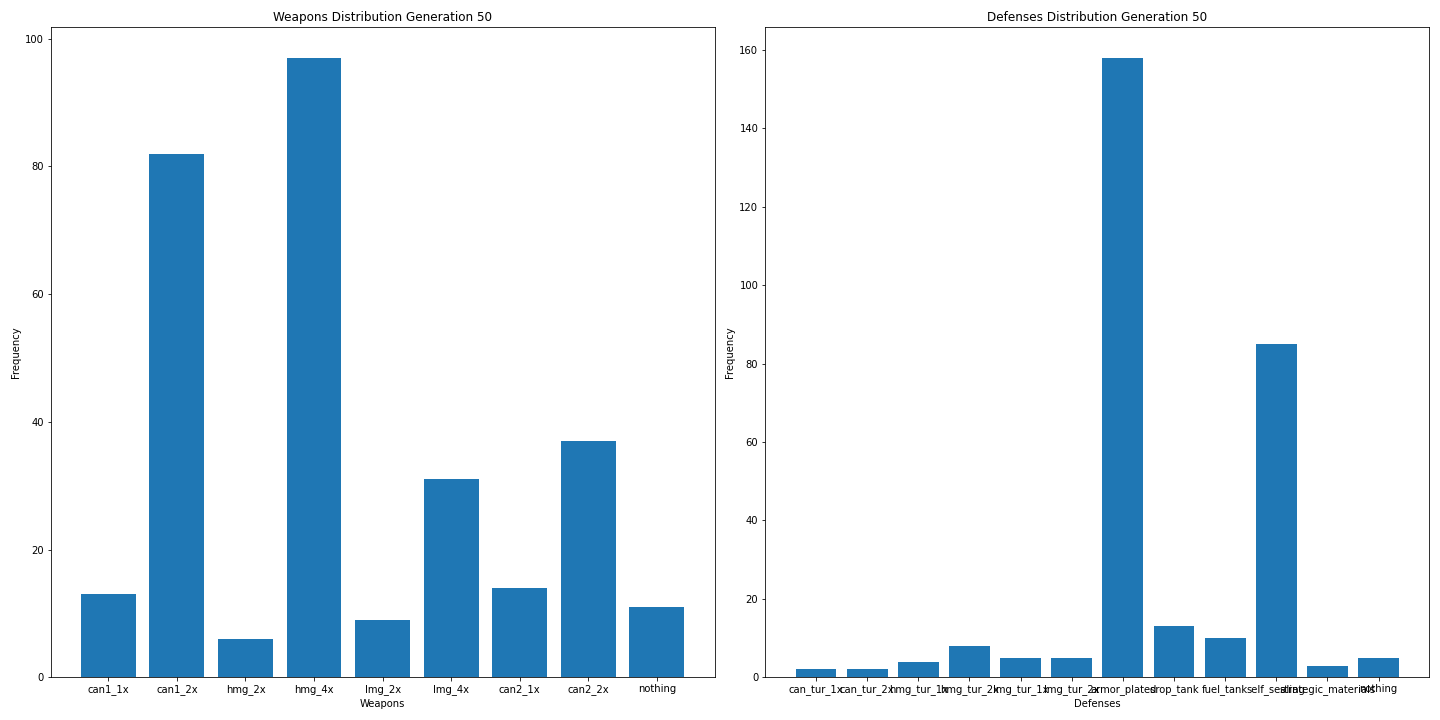 Weapons Distribution Generation 50
100
80
60
40
20
0
Frequency
can1_1x can1_2x hmg_2x hmg_4x lmg_2x lmg_4x can2_1x can2_2x nothing
Weapons
Defenses Distribution Generation 50
160
140
120
100
80
60
40
20
0
Frequency
can_tur_1x can_tur_2x hmg_tur_1x hmg_tur_2x lmg_tur_1x lmg_tur_2x armor_plated drop_tank fuel_tank self_sealing strategic_materials nothing
Defenses